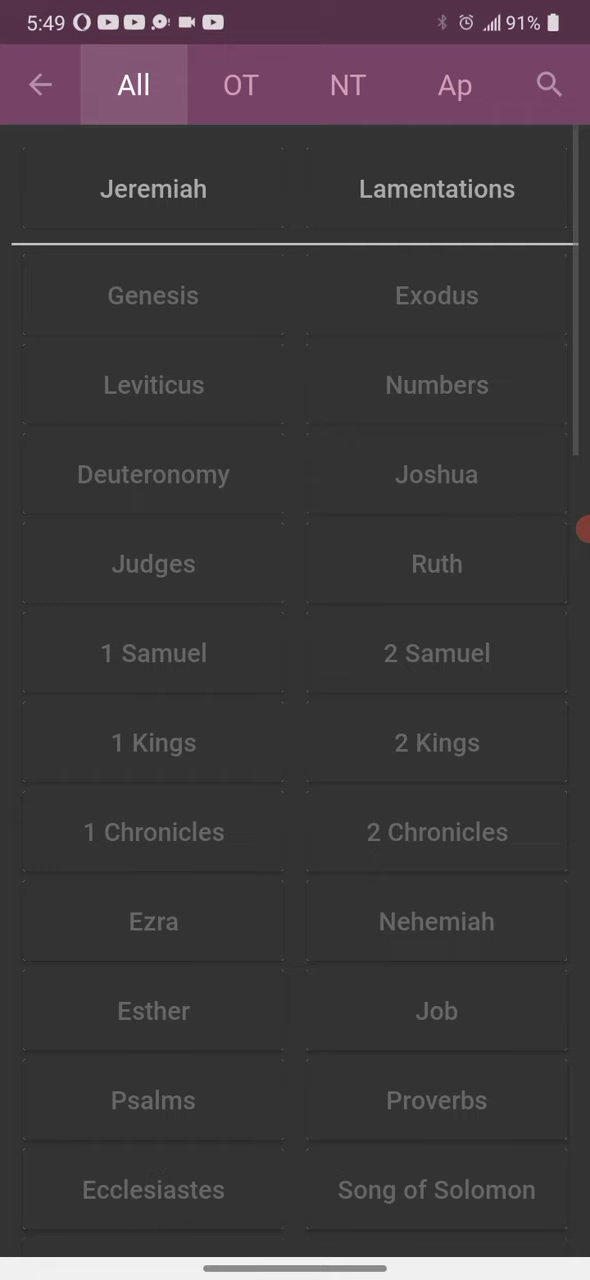 5:49 91%
All OT NT Ap
Jeremiah Lamentations
Genesis Exodus
Leviticus Numbers
Deuteronomy Joshua
Judges Ruth
1 Samuel 2 Samuel
1 Kings 2 Kings
1 Chronicles 2 Chronicles
Ezra Nehemiah
Esther Job
Psalms Proverbs
Ecclesiastes Song of Solomon